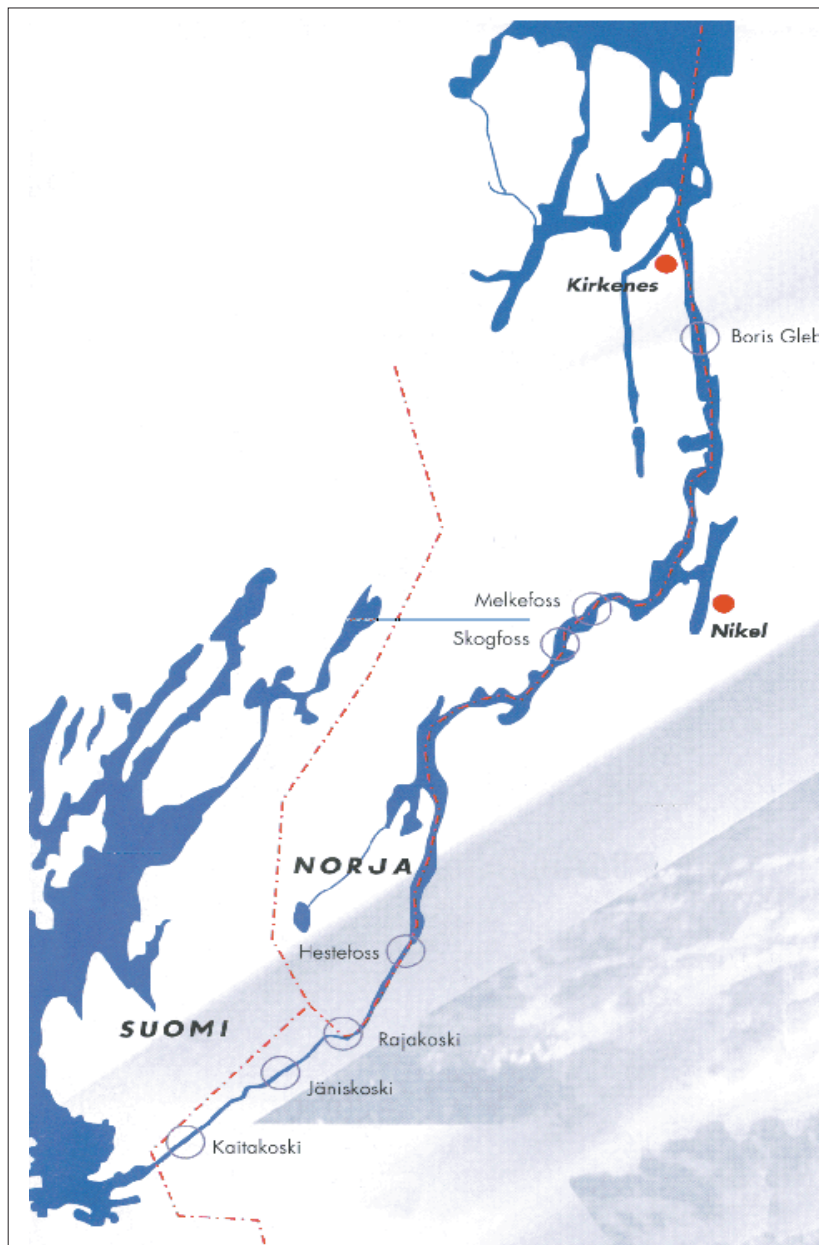 Kirkenes
Boris Gleb
Melkefoss
Skogfoss
Nikel
NORJA
Hestefoss
SUOMI
Rajakoski
Jäniskoski
Kaitakoski